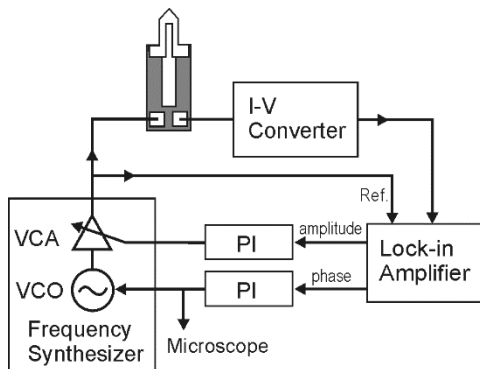 I-V
Converter
Ref.
VCA
PI
amplitude
Lock-in
Amplifier
VCO
PI
phase
Frequency
Synthesizer
Microscope